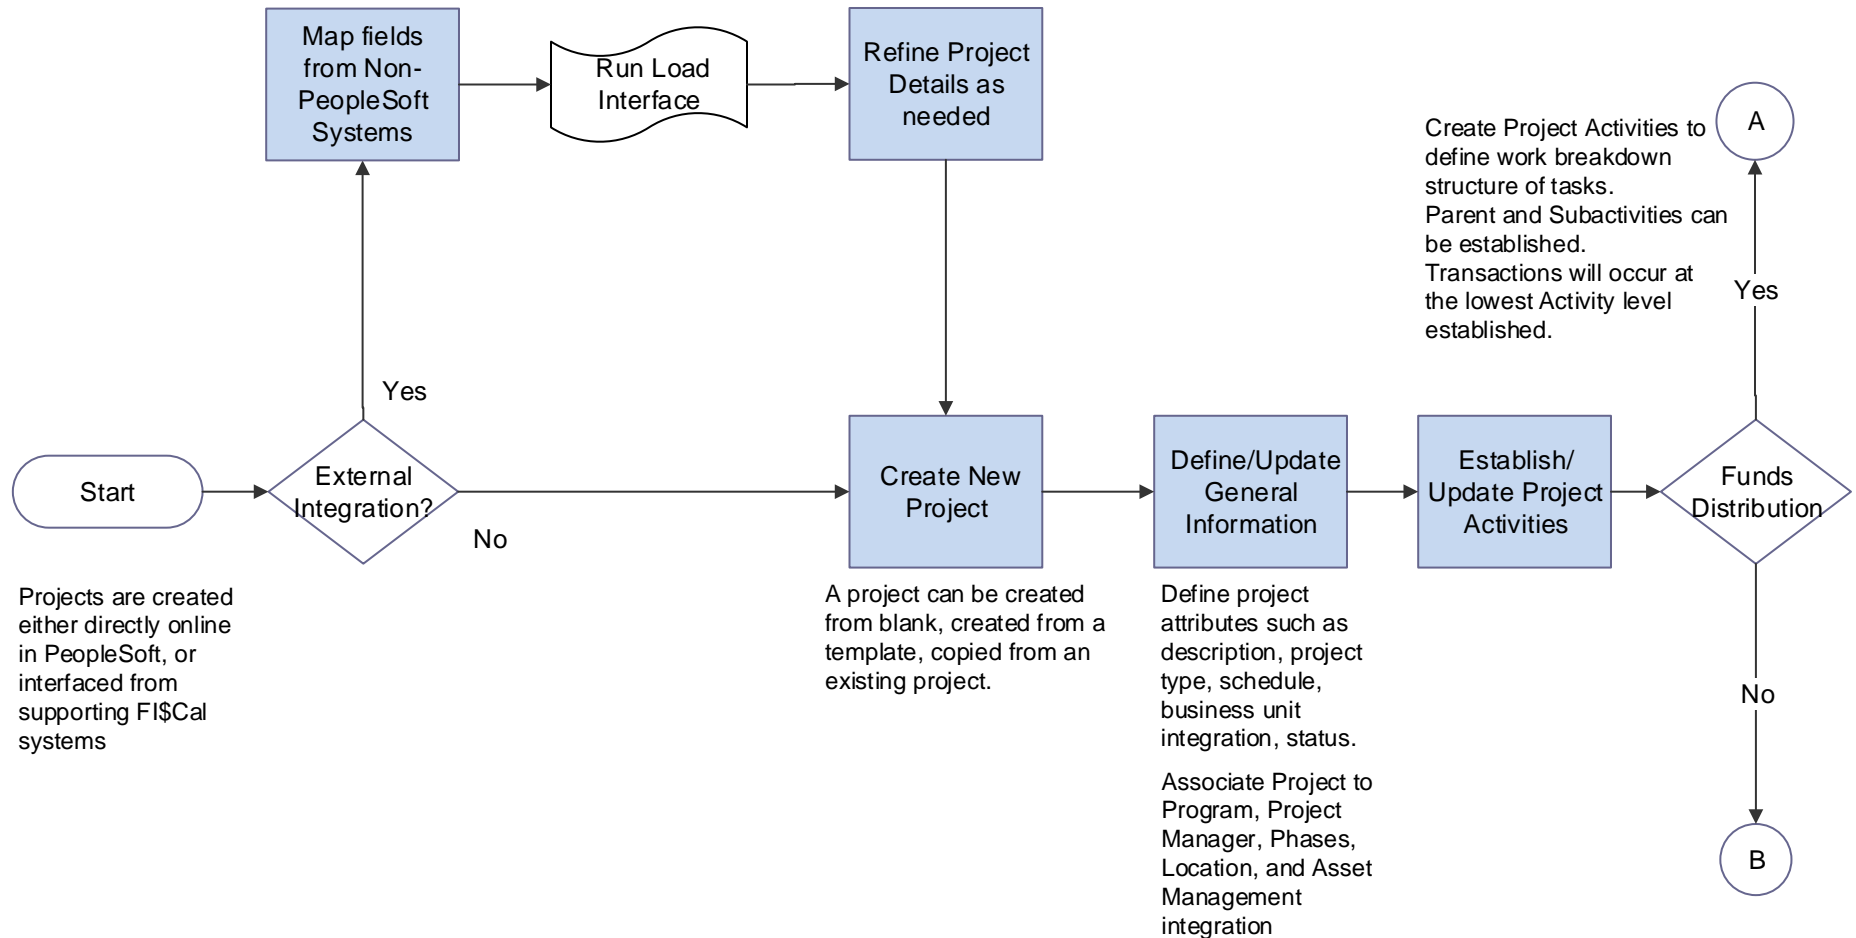 Map fields
from Non-
PeopleSoft
Systems
Run Load
Interface
Refine Project
Details as
needed
Create Project Activities to
define work breakdown
structure of tasks.
Parent and Subactivities can
be established.
Transactions will occur at
the lowest Activity level
established.
A
Yes
Yes
Start
External
Integration?
No
Create New
Project
Define/Update
General
Information
Establish/
Update Project
Activities
Funds
Distribution
Projects are created
either directly online
in PeopleSoft, or
interfaced from
supporting FI$Cal
systems
A project can be created
from blank, created from a
template, copied from an
existing project.
Define project
attributes such as
description, project
type, schedule,
business unit
integration, status.
Associate Project to
Program, Project
Manager, Phases,
Location, and Asset
Management
integration
No
B